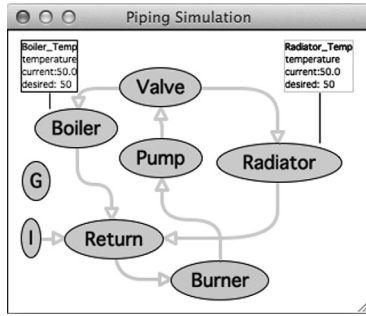 Piping Simulation
Boiler_Temp
temperature
current:50.0
desired: 50
Radiator_Temp
temperature
current:50.0
desired: 50
Valve
Boiler
Pump
Radiator
G
I
Return
Burner